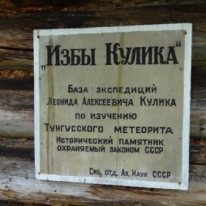 „Избы Кулика"
База экспедиций
Леонида Алексеевича Кулика
по изучению
Тунгусского метеорита
Исторический памятник
охраняемый законом СССР
Сиб. отд. Ак. Наук СССР